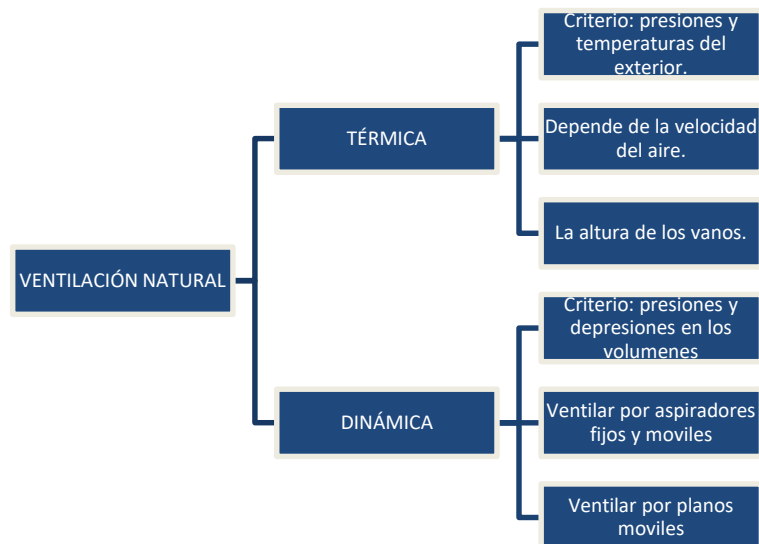 VENTILACIÓN NATURAL
TÉRMICA
Criterio: presiones y
temperaturas del
exterior.
Depende de la velocidad
del aire.
La altura de los vanos.
DINÁMICA
Criterio: presiones y
depresiones en los
volumenes
Ventilar por aspiradores
fijos y moviles
Ventilar por planos
moviles